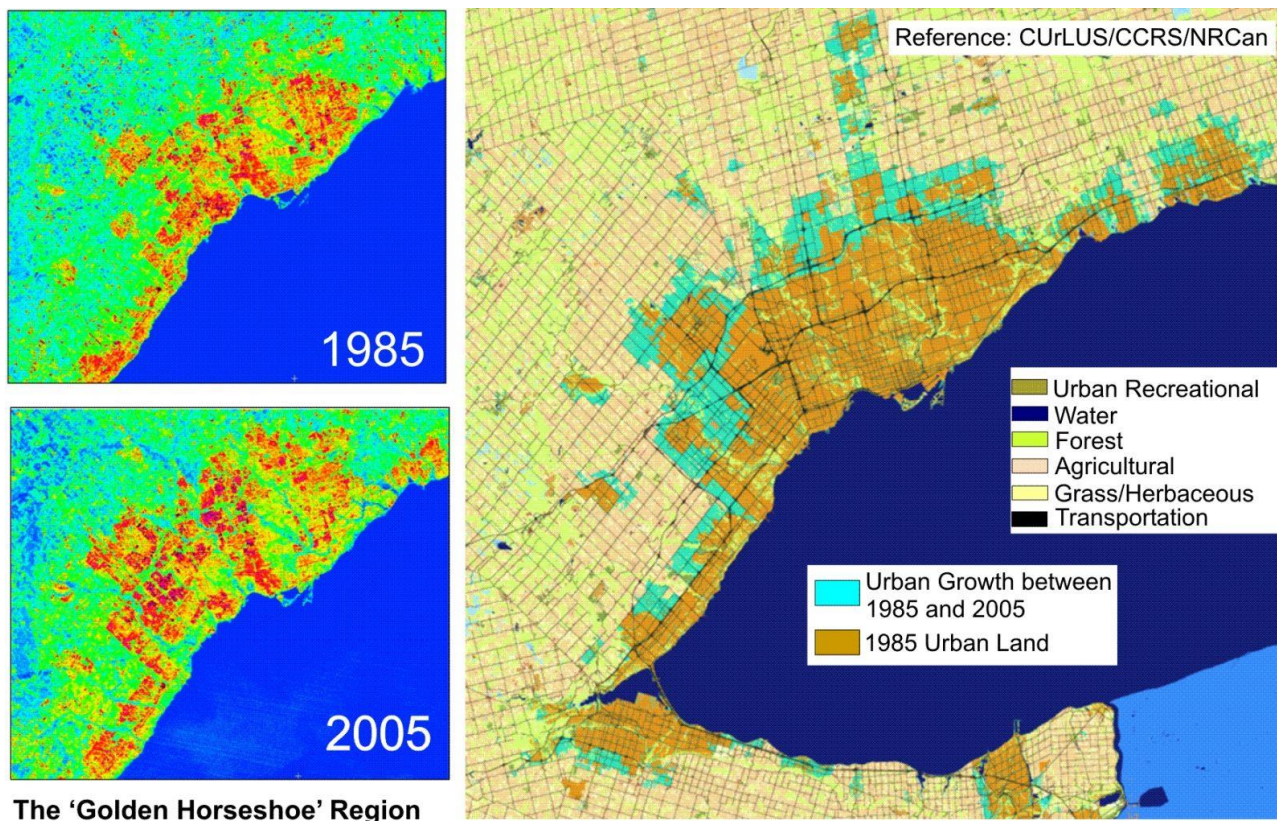 1985
2005
The ‘Golden Horseshoe’ Region
Reference: CUrLUS/CCRS/NRCan
Urban Recreational
Water
Forest
Agricultural
Grass/Herbaceous
Transportation
Urban Growth between
1985 and 2005
1985 Urban Land